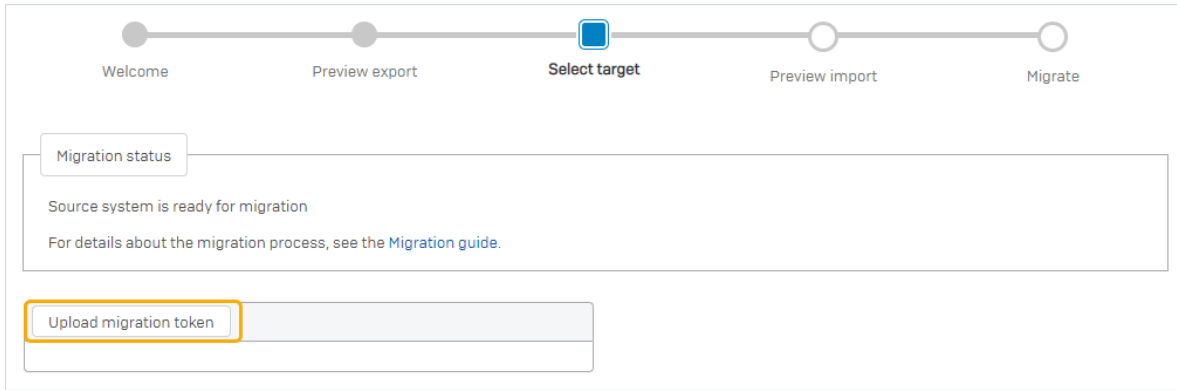 Welcome
Preview export
Select target
Preview import
Migrate
Migration status
Source system is ready for migration
For details about the migration process, see the Migration guide.
Upload migration token